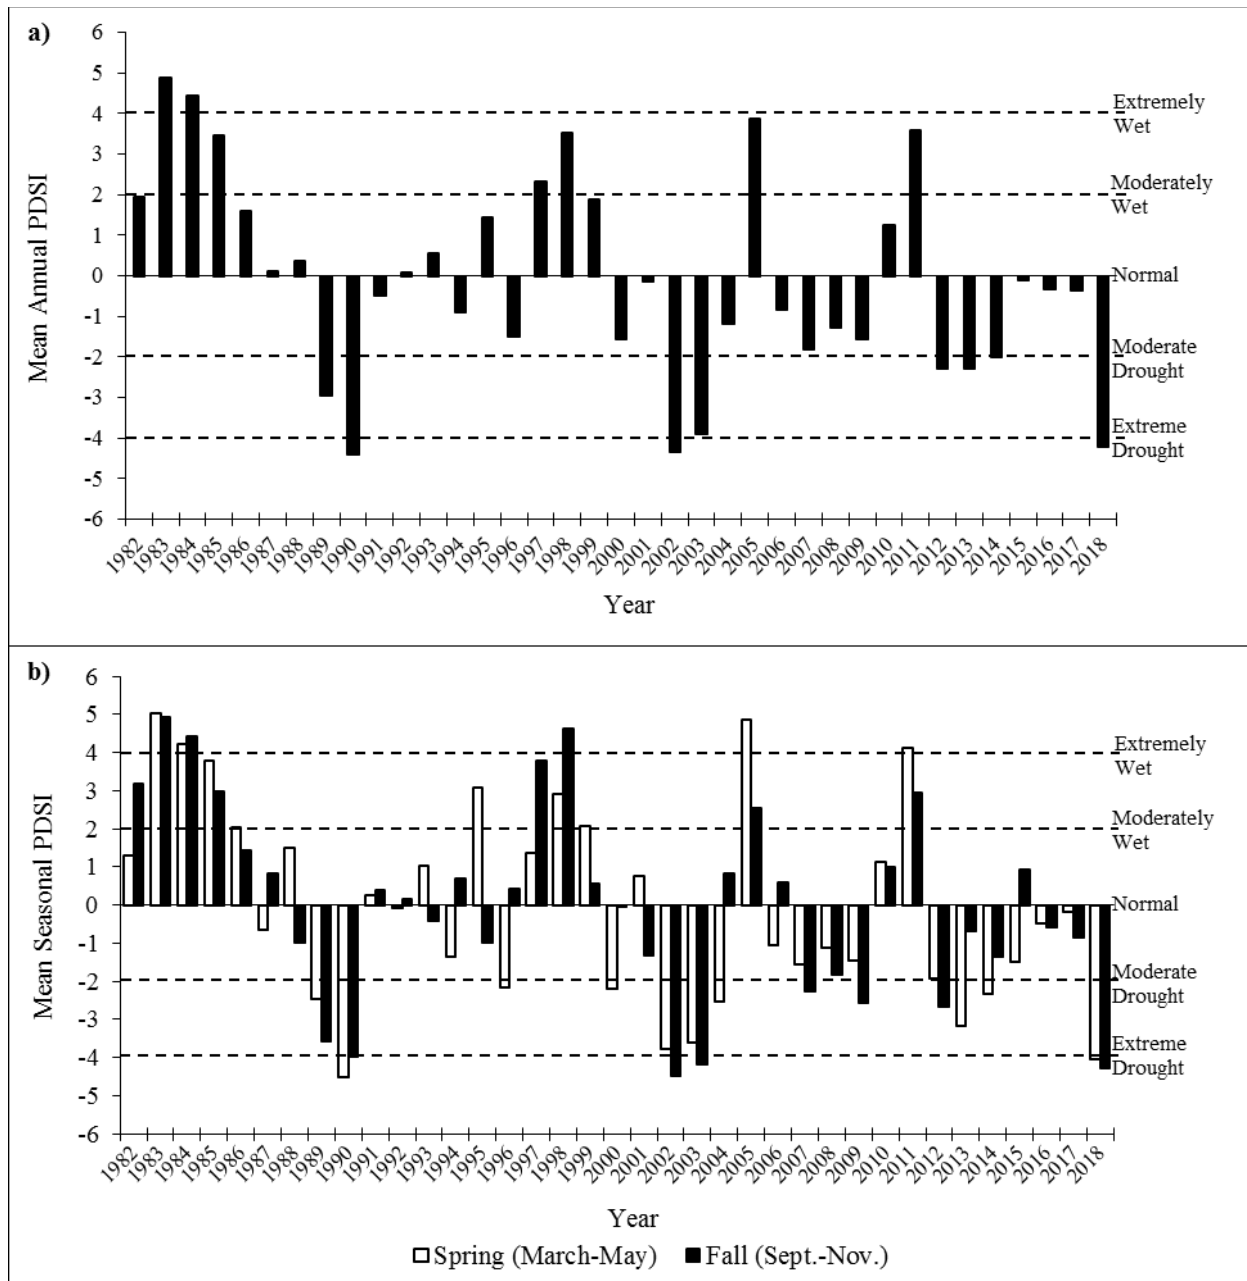 a)
6
5
4
3
2
1
0
-1
-2
-3
-4
-5
-6
Mean Annual PDSI
Extremely
Wet
Moderately
Wet
Normal
Moderate
Drought
Extreme
Drought
1982 1983 1984 1985 1986 1987 1988 1989 1990 1991 1992 1993 1994 1995 1996 1997 1998 1999 2000 2001 2002 2003 2004 2005 2006 2007 2008 2009 2010 2011 2012 2013 2014 2015 2016 2017 2018
Year
b)
6
5
4
3
2
1
0
-1
-2
-3
-4
-5
-6
Mean Seasonal PDSI
Extremely
Wet
Moderately
Wet
Normal
Moderate
Drought
Extreme
Drought
1982 1983 1984 1985 1986 1987 1988 1989 1990 1991 1992 1993 1994 1995 1996 1997 1998 1999 2000 2001 2002 2003 2004 2005 2006 2007 2008 2009 2010 2011 2012 2013 2014 2015 2016 2017 2018
Year
Spring (March-May) Fall (Sept.-Nov.)